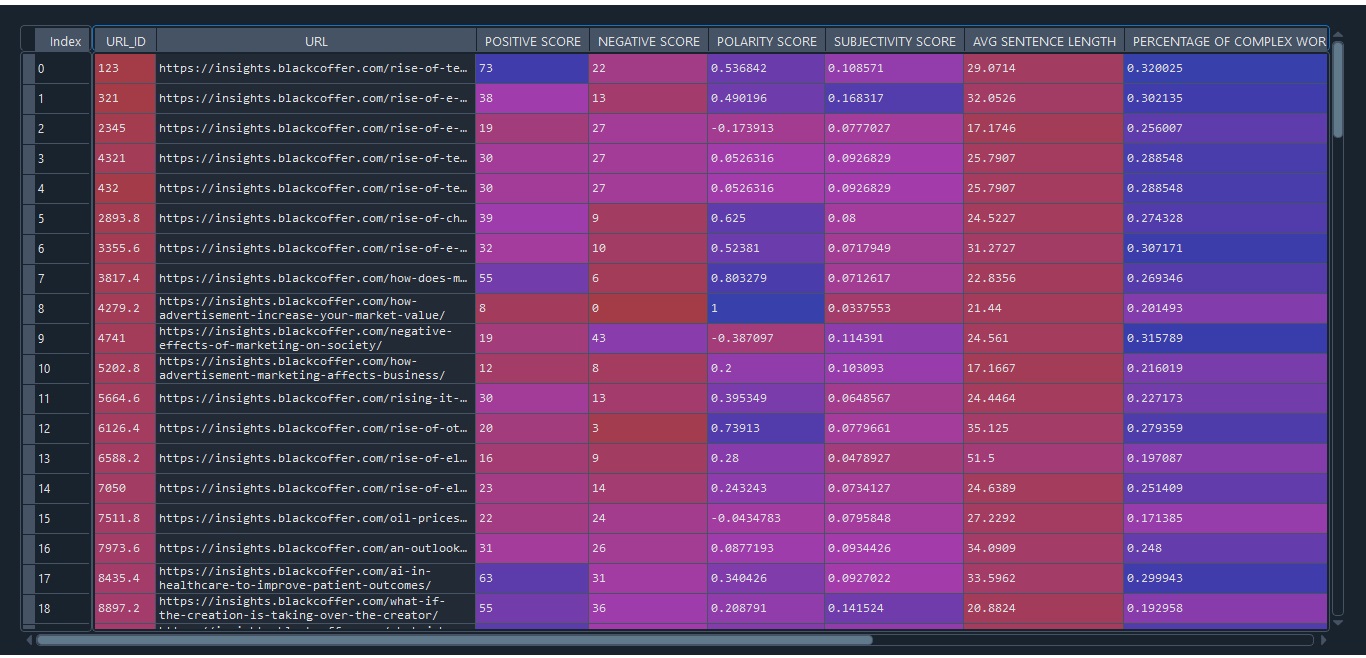 Index URL_ID URL POSITIVE SCORE NEGATIVE SCORE POLARITY SCORE SUBJECTIVITY SCORE AVG SENTENCE LENGTH PERCENTAGE OF COMPLEX WOR
0 123 https://insights.blackcoffer.com/rise-of-te… 73 22 0.536842 0.108571 29.0714 0.320025
1 321 https://insights.blackcoffer.com/rise-of-e-… 38 13 0.490196 0.168317 32.0526 0.302135
2 2345 https://insights.blackcoffer.com/rise-of-e-… 19 27 -0.173913 0.0777027 17.1746 0.256007
3 4321 https://insights.blackcoffer.com/rise-of-te… 30 27 0.0526316 0.0926829 25.7907 0.288548
4 432 https://insights.blackcoffer.com/rise-of-te… 30 27 0.0526316 0.0926829 25.7907 0.288548
5 2893.8 https://insights.blackcoffer.com/rise-of-ch… 39 9 0.625 0.08 24.5227 0.274328
6 3355.6 https://insights.blackcoffer.com/rise-of-e-… 32 10 0.52381 0.0717949 31.2727 0.307171
7 3817.4 https://insights.blackcoffer.com/how-does-m… 55 6 0.803279 0.0712617 22.8356 0.269346
8 4279.2 https://insights.blackcoffer.com/how-
advertisement-increase-your-market-value/ 8 0 1 0.0337553 21.44 0.201493
9 4741 https://insights.blackcoffer.com/negative-
effects-of-marketing-on-society/ 19 43 -0.387097 0.114391 24.561 0.315789
10 5202.8 https://insights.blackcoffer.com/how-
advertisement-marketing-affects-business/ 12 8 0.2 0.103093 17.1667 0.216019
11 5664.6 https://insights.blackcoffer.com/rising-it-… 30 13 0.395349 0.0648567 24.4464 0.227173
12 6126.4 https://insights.blackcoffer.com/rise-of-ot… 20 3 0.73913 0.0779661 35.125 0.279359
13 6588.2 https://insights.blackcoffer.com/rise-of-el… 16 9 0.28 0.0478927 51.5 0.197087
14 7050 https://insights.blackcoffer.com/rise-of-el… 23 14 0.243243 0.0734127 24.6389 0.251409
15 7511.8 https://insights.blackcoffer.com/oil-prices… 22 24 -0.0434783 0.0795848 27.2292 0.171385
16 7973.6 https://insights.blackcoffer.com/an-outlook… 31 26 0.0877193 0.0934426 34.0909 0.248
17 8435.4 https://insights.blackcoffer.com/ai-in-
healthcare-to-improve-patient-outcomes/ 63 31 0.340426 0.0927022 33.5962 0.299943
18 8897.2 https://insights.blackcoffer.com/what-if-
the-creation-is-taking-over-the-creator/ 55 36 0.208791 0.141524 20.8824 0.192958